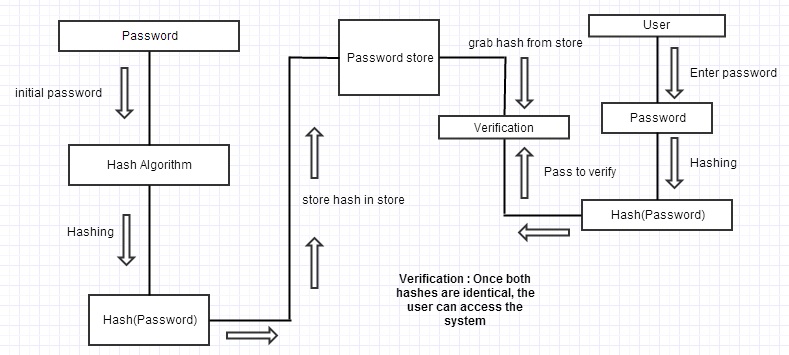 Password
initial password
Hash Algorithm
Hashing
Hash(Password)
store hash in store
Password store
grab hash from store
Verification
Pass to verify
User
Enter password
Password
Hashing
Hash(Password)
Verification : Once both
hashes are identical, the
user can access the
system